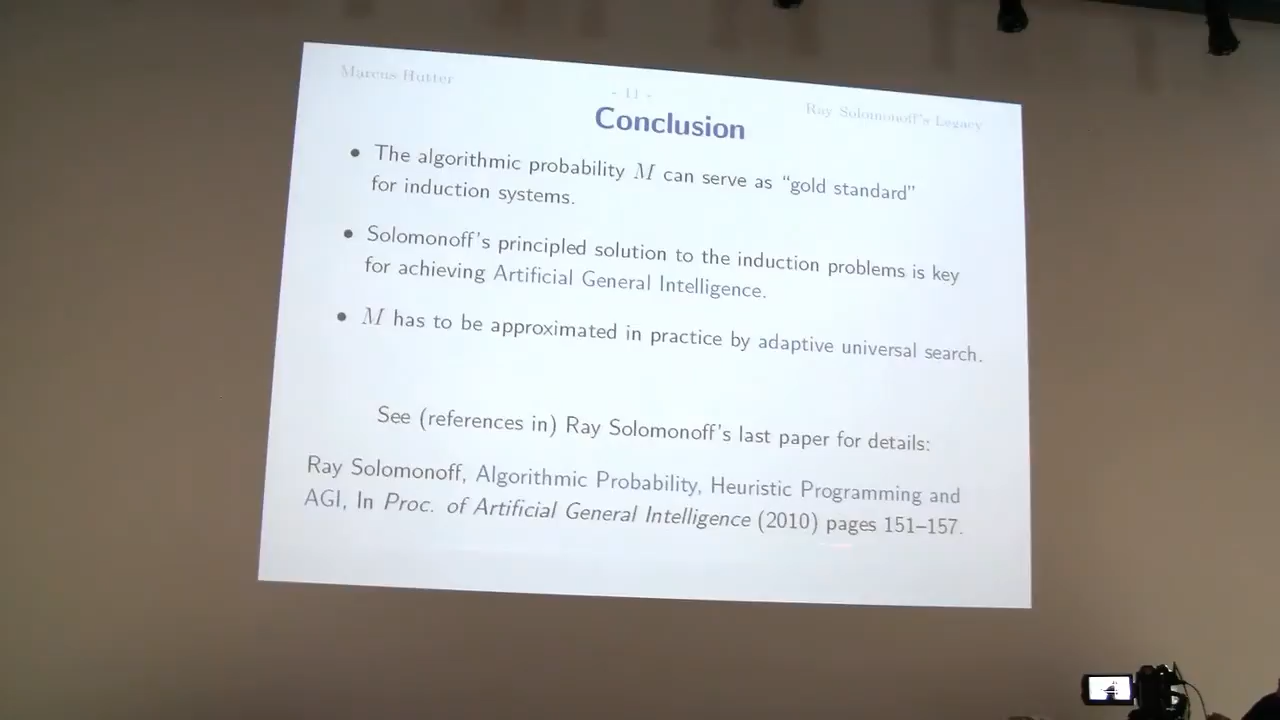 Marcus Hutter
- 11 -
Ray Solomonoff's Legacy
Conclusion
• The algorithmic probability M can serve as “gold standard”
for induction systems.
• Solomonoff's principled solution to the induction problems is key
for achieving Artificial General Intelligence.
• M has to be approximated in practice by adaptive universal search.
See (references in) Ray Solomonoff's last paper for details:
Ray Solomonoff, Algorithmic Probability, Heuristic Programming and
AGI, In Proc. of Artificial General Intelligence (2010) pages 151–157.